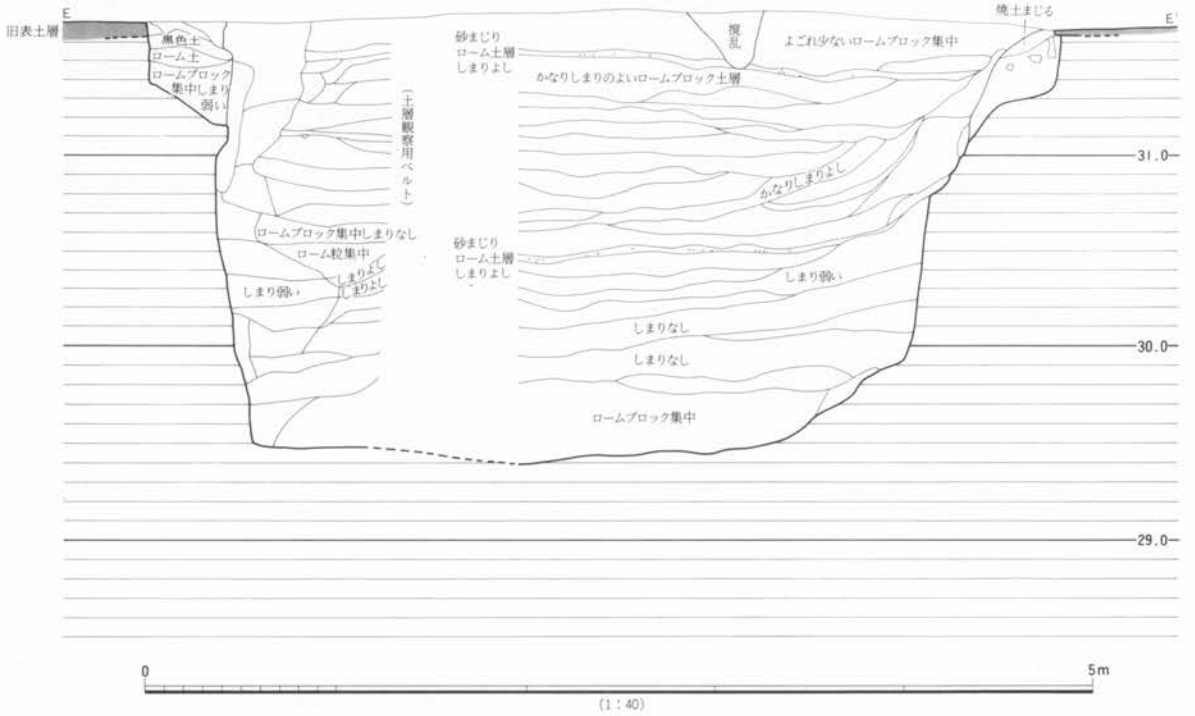 E
E'
旧表土層
黒色土
ローム土
ロームブロック
集中しまり
弱い
(土層観察用ベルト)
砂まじり
ローム土層
しまりよし
攪乱
よごれ少ないロームブロック集中
焼土まじる
かなりしまりのよいロームブロック土層
31.0
かなりしまりよし
ロームブロック集中しまりなし
ローム粒集中
しまりよし
しまりよし
しまり弱い
砂まじり
ローム土層
しまりよし
しまり弱い
しまりなし
30.0
しまりなし
ロームブロック集中
29.0
0
5m
(1:40)